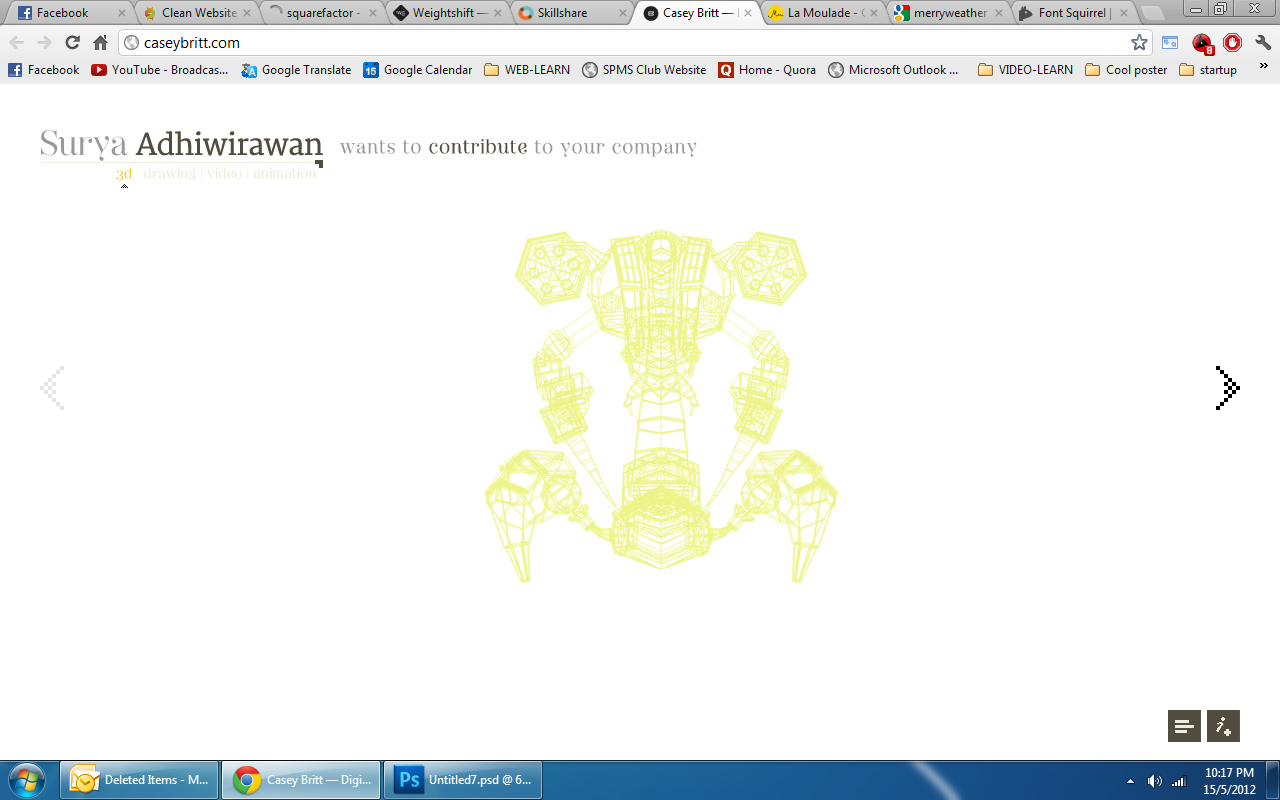 Facebook
Clean Website
squarefactor -
Weightshift —
Skillshare
Casey Britt — 
La Moulade -
merryweather
Font Squirrel |
caseybritt.com
8
Facebook
YouTube - Broadcas...
Google Translate
15 Google Calendar
WEB-LEARN
SPMS Club Website
Q Home - Quora
Microsoft Outlook ...
VIDEO-LEARN
Cool poster
startup
»
Surya Adhiwirawan wants to contribute to your company
3d drawing | video | animation
Deleted Items - M...
Casey Britt — Digi...
Ps Untitled7.psd @ 6...
10:17 PM
15/5/2012